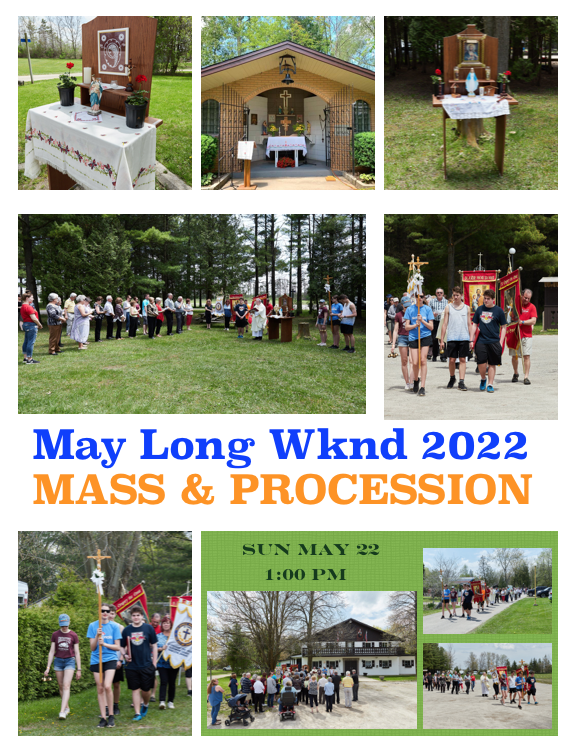 May Long Wknd 2022
MASS & PROCESSION
SUN MAY 22
1:00 PM